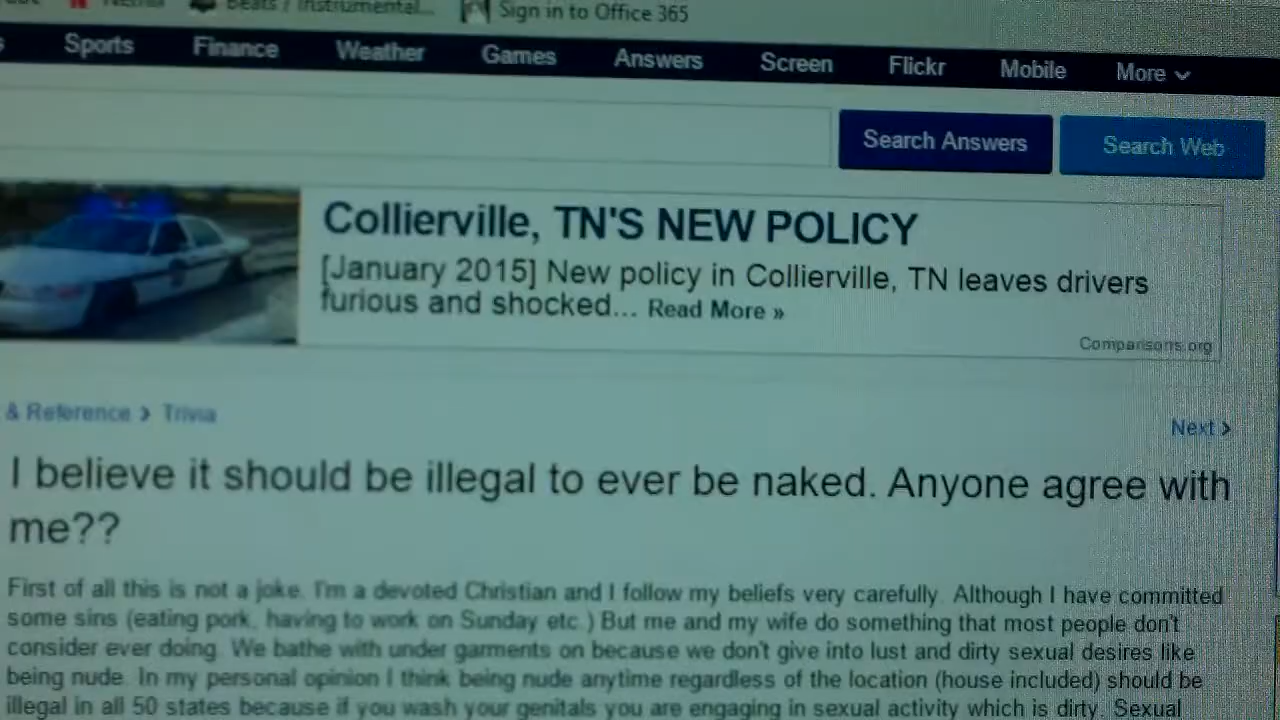 Beats / Instrumental...
Sign in to Office 365
Sports Finance Weather Games Answers Screen Flickr Mobile More
Search Answers Search Web
Collierville, TN'S NEW POLICY
[January 2015] New policy in Collierville, TN leaves drivers
furious and shocked... Read More »
Comparisons.org
& Reference > Trivia
Next >
I believe it should be illegal to ever be naked. Anyone agree with
me??
First of all this is not a joke. I'm a devoted Christian and I follow my beliefs very carefully. Although I have committed
some sins (eating pork, having to work on Sunday etc.) But me and my wife do something that most people don't
consider ever doing. We bathe with under garments on because we don't give into lust and dirty sexual desires like
being nude. In my personal opinion I think being nude anytime regardless of the location (house included) should be
illegal in all 50 states because if you wash your genitals you are engaging in sexual activity which is dirty. Sexual